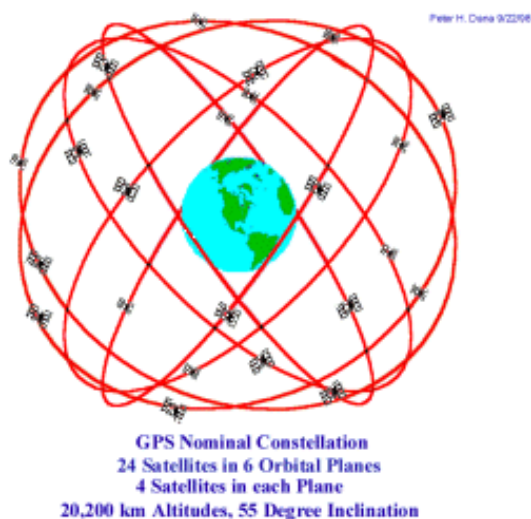 Peter H. Dana 9/22/98
GPS Nominal Constellation
24 Satellites in 6 Orbital Planes
4 Satellites in each Plane
20,200 km Altitudes, 55 Degree Inclination